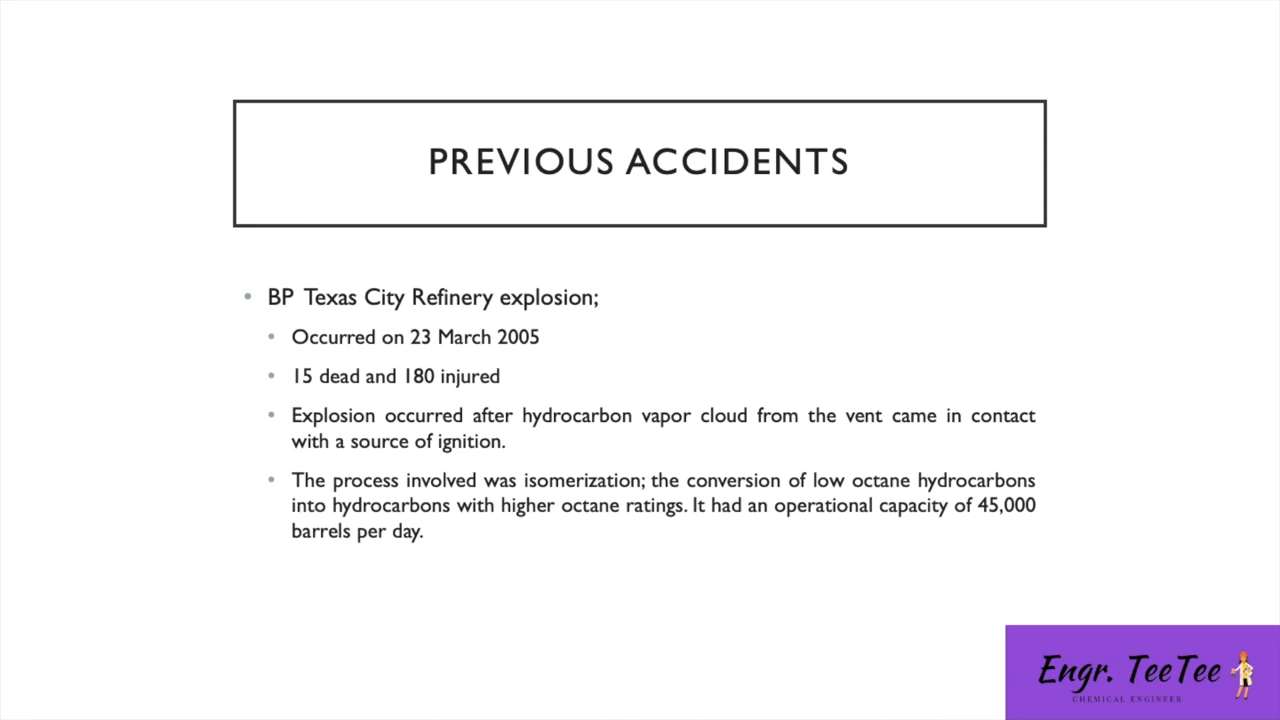 PREVIOUS ACCIDENTS
• BP Texas City Refinery explosion;
• Occurred on 23 March 2005
• 15 dead and 180 injured
• Explosion occurred after hydrocarbon vapor cloud from the vent came in contact
with a source of ignition.
• The process involved was isomerization; the conversion of low octane hydrocarbons
into hydrocarbons with higher octane ratings. It had an operational capacity of 45,000
barrels per day.
Engr. TeeTee
CHEMICAL ENGINEER